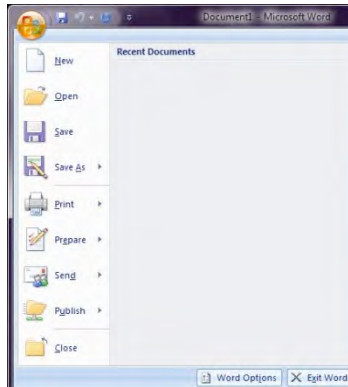 Document1 - Microsoft Word
Recent Documents
New
Open
Save
Save As
Print
Prepare
Send
Publish
Close
Word Options
Exit Word